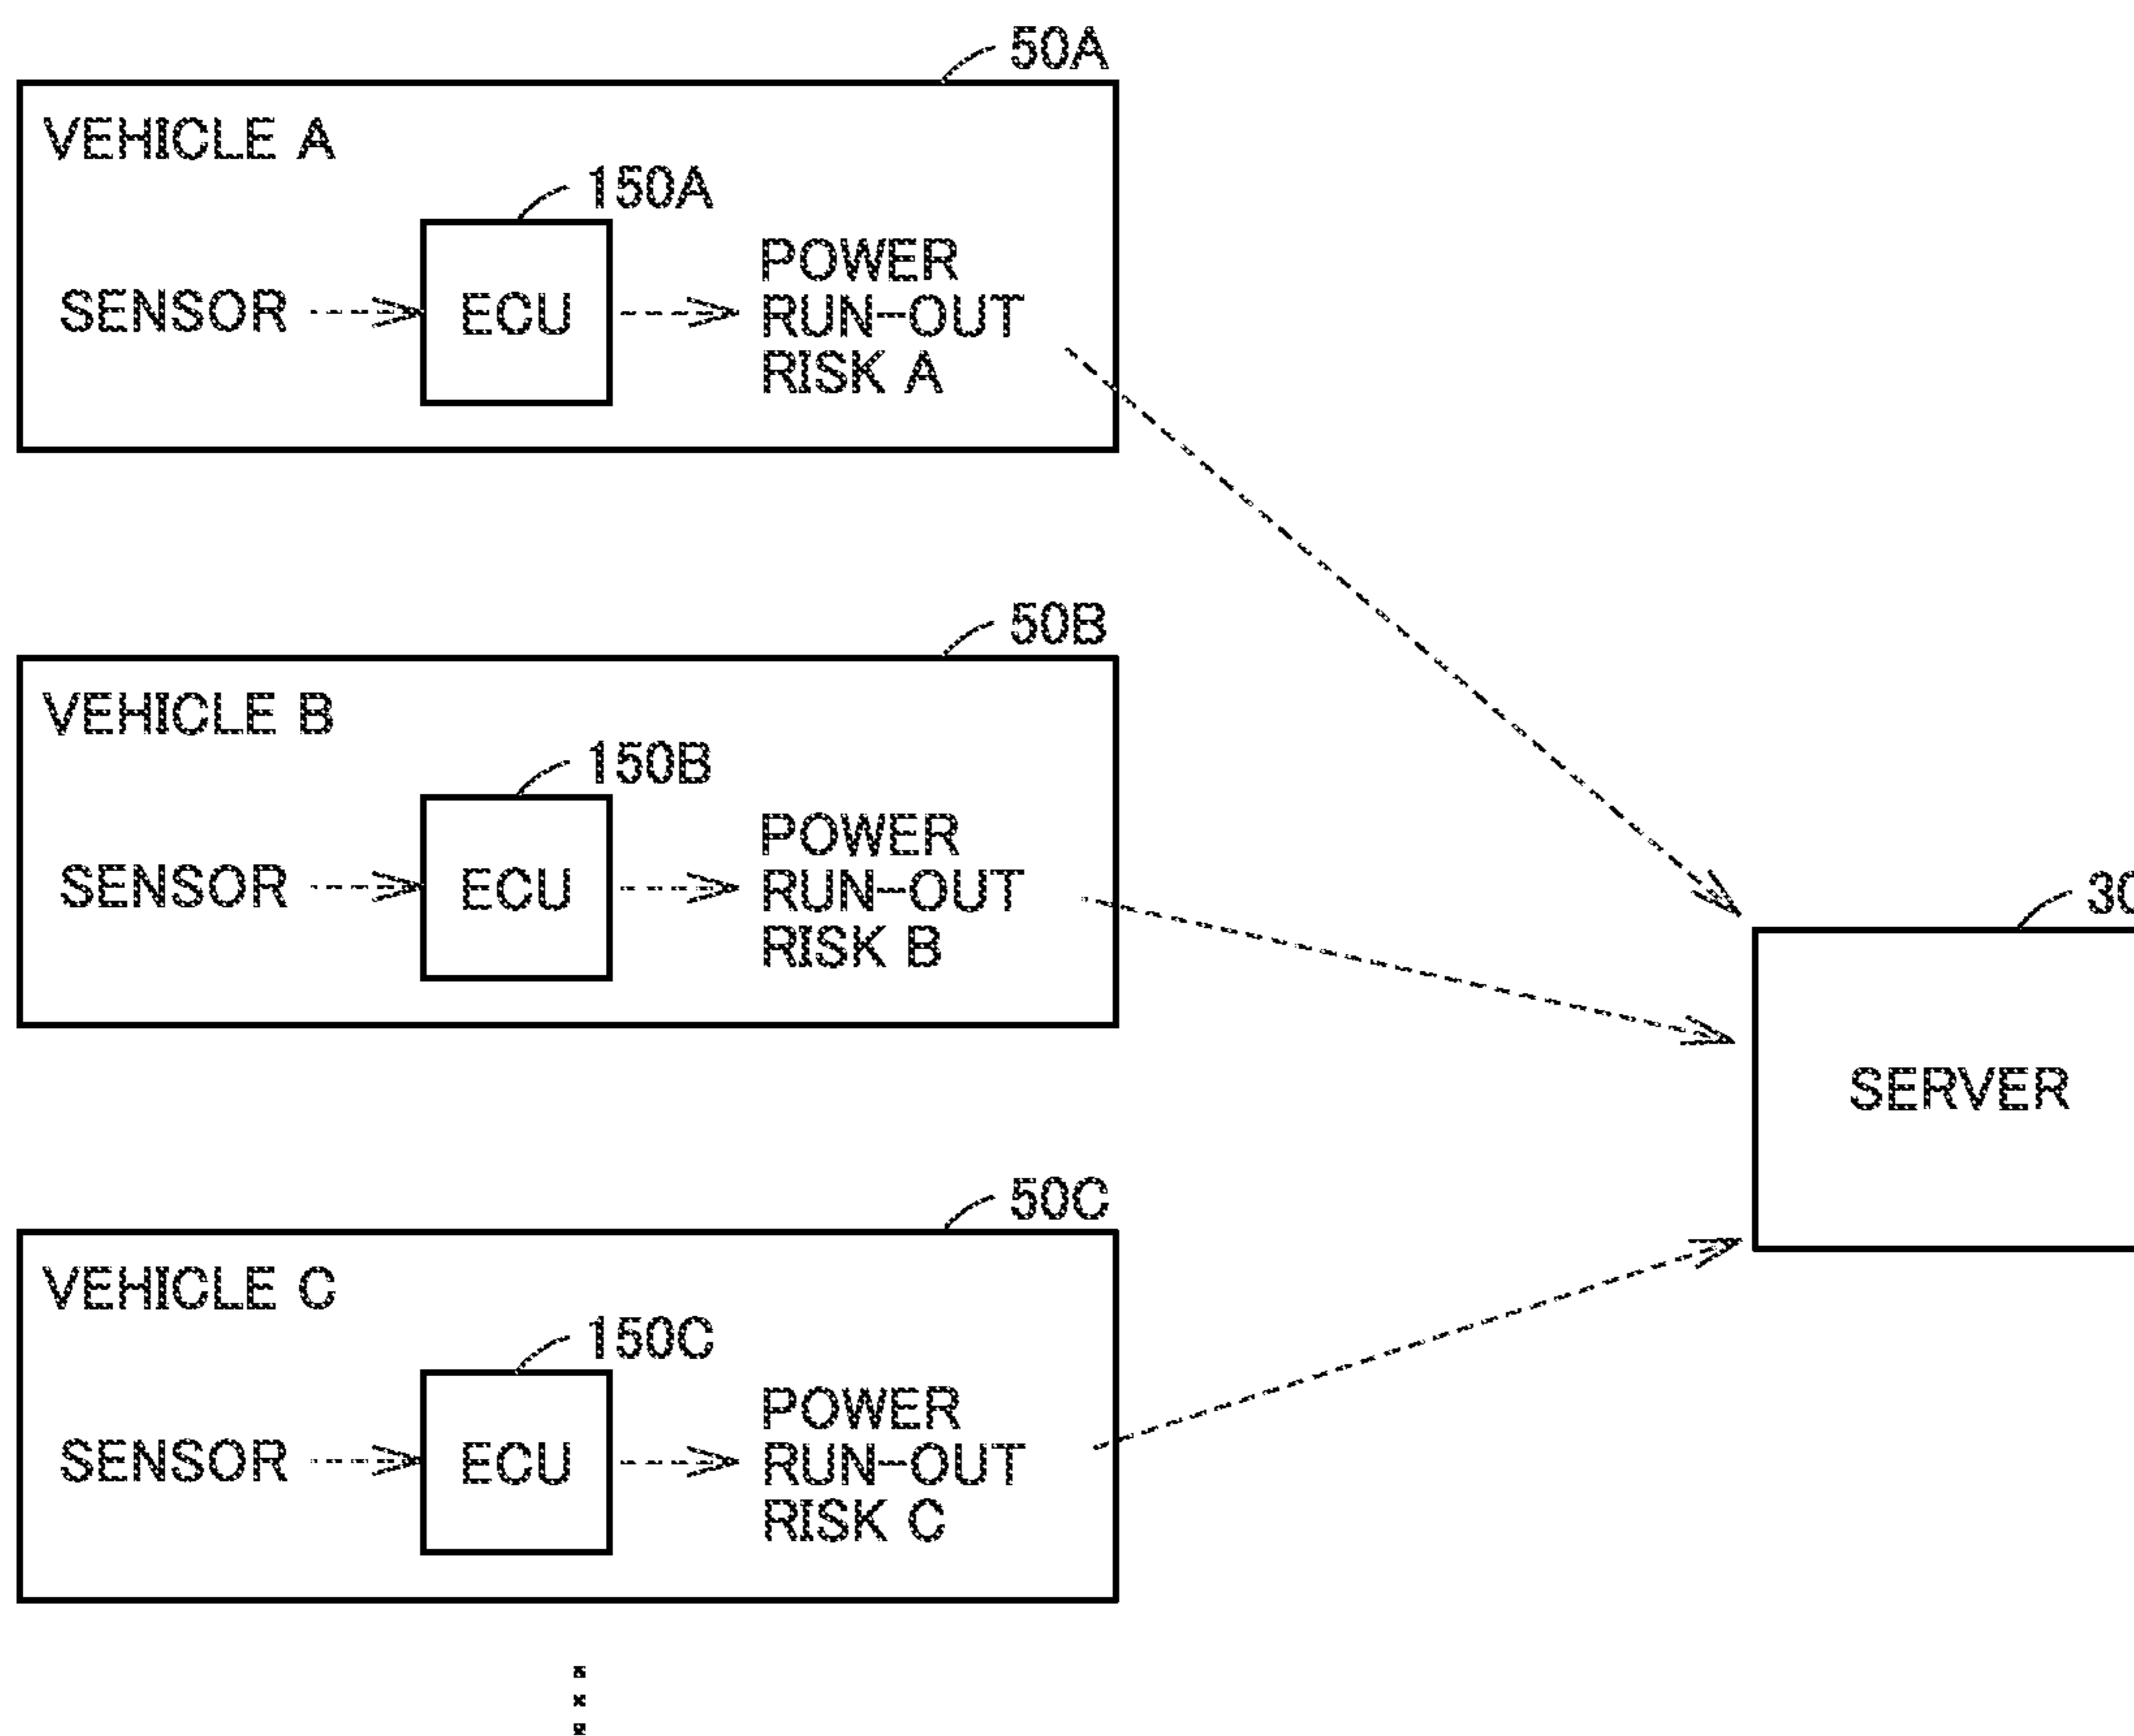 50A
VEHICLE A
150A
SENSOR
ECU
POWER
RUN-OUT
RISK A
50B
VEHICLE B
150B
SENSOR
ECU
POWER
RUN-OUT
RISK B
30
SERVER
50C
VEHICLE C
150C
SENSOR
ECU
POWER
RUN-OUT
RISK C